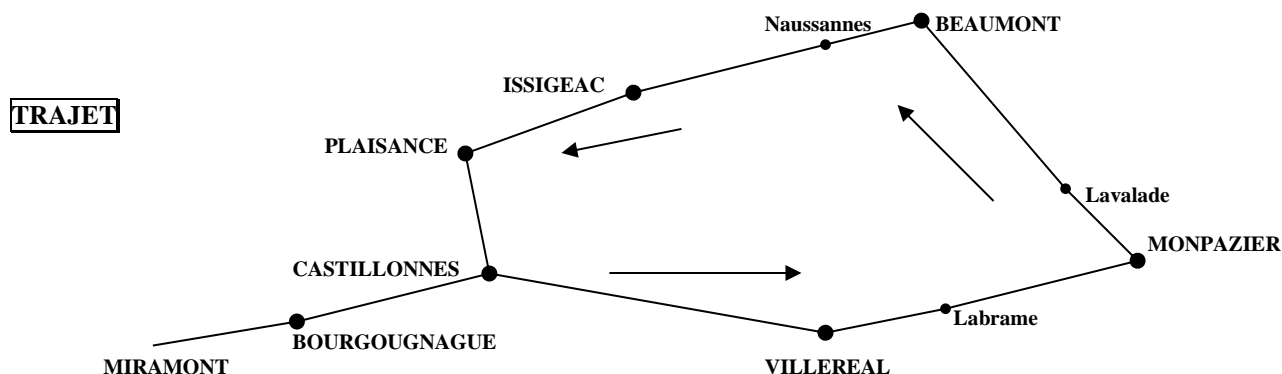 Naussannes
BEAUMONT
ISSIGEAC
TRAJET
PLAISANCE
Lavalade
MONPAZIER
CASTILLONNES
Labrame
BOURGOUGNAGUE
MIRAMONT
VILLEREAL